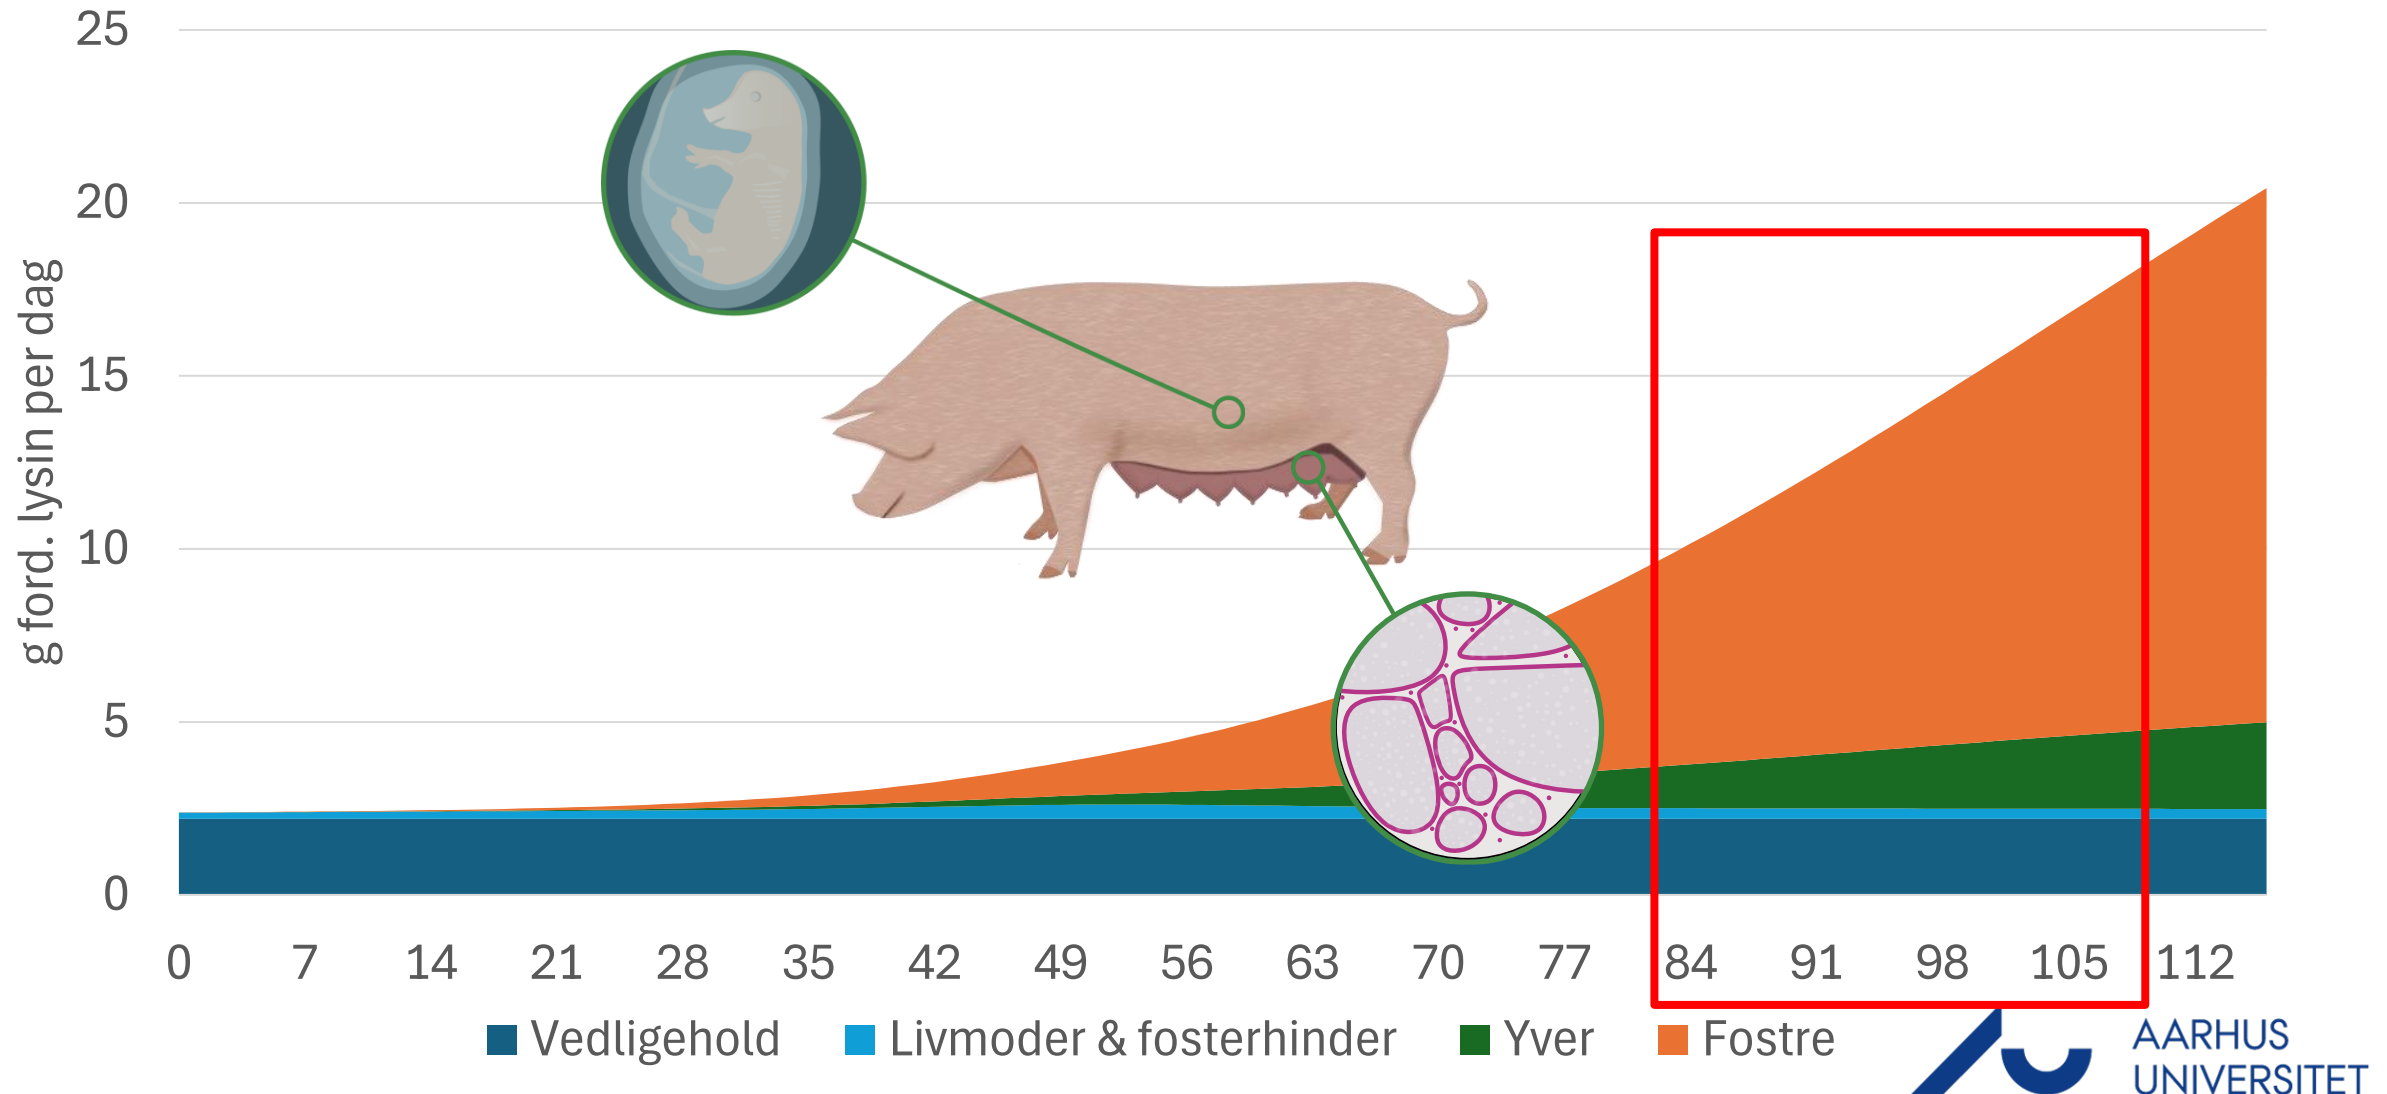 25
20
15
10
5
0
g ford. lysin per dag
0 7 14 21 28 35 42 49 56 63 70 77 84 91 98 105 112
Vedligehold Livmoder & fosterhinder Yver Fostre
AARHUS
UNIVERSITET